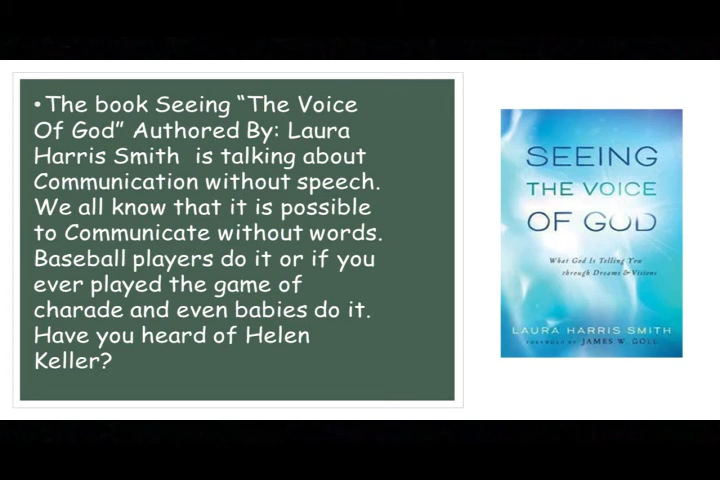 • The book Seeing "The Voice
Of God" Authored By: Laura
Harris Smith  is talking about
Communication without speech.
We all know that it is possible
to Communicate without words.
Baseball players do it or if you
ever played the game of
charade and even babies do it.
Have you heard of Helen
Keller?
SEEING
THE VOICE
OF GOD
What God Is Telling You
through Dreams & Visions
LAURA HARRIS SMITH
FOREWORD BY JAMES W. GOLL